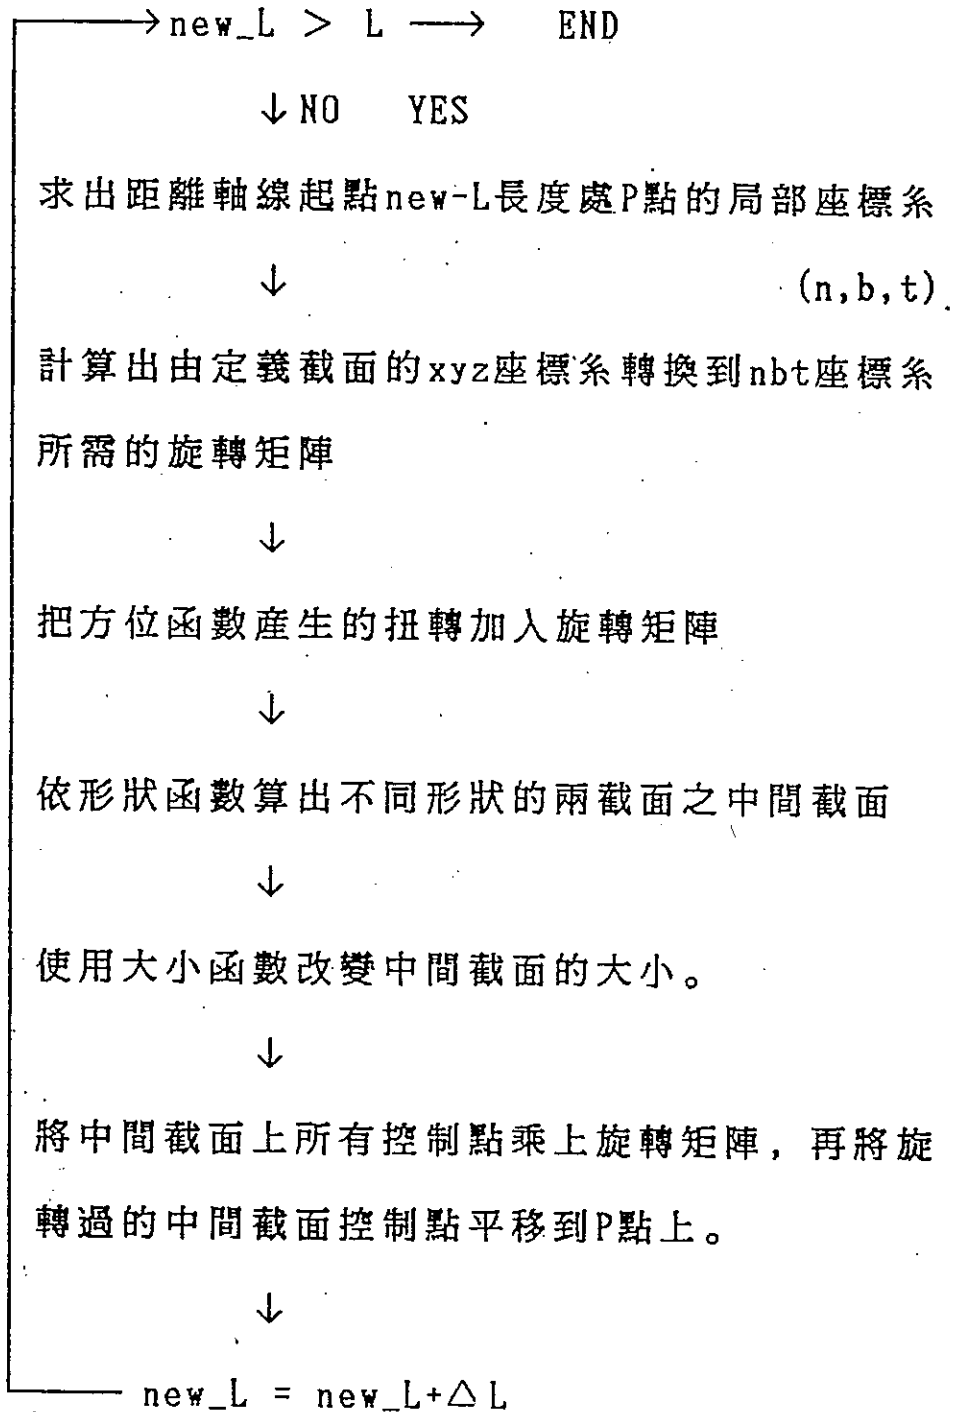 new_L > L ⟶ END
↓ NO YES
求出距離軸線起點new-L長度處P點的局部座標系
↓ (n,b,t)
計算出由定義截面的xyz座標系轉換到nbt座標系
所需的旋轉矩陣
↓
把方位函數產生的扭轉加入旋轉矩陣
↓
依形狀函數算出不同形狀的兩截面之中間截面
↓
使用大小函數改變中間截面的大小。
↓
將中間截面上所有控制點乘上旋轉矩陣，再將旋
轉過的中間截面控制點平移到P點上。
↓
new_L = new_L+△L